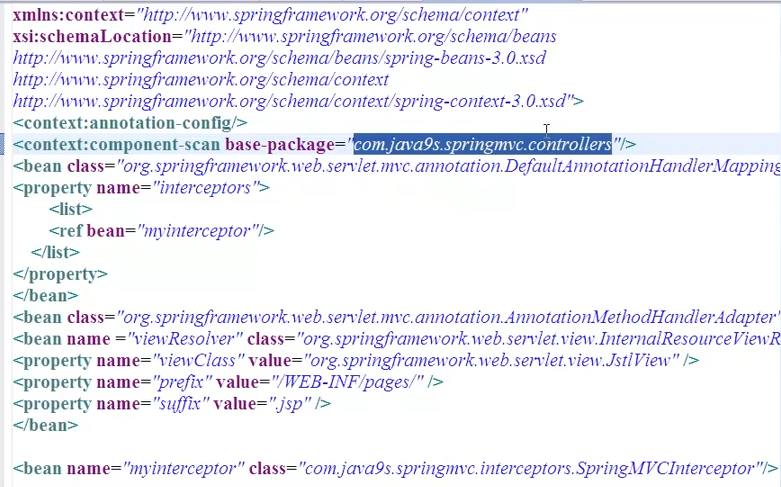 xmlns:context="http://www.springframework.org/schema/context"
xsi:schemaLocation="http://www.springframework.org/schema/beans
http://www.springframework.org/schema/beans/spring-beans-3.0.xsd
http://www.springframework.org/schema/context
http://www.springframework.org/schema/context/spring-context-3.0.xsd">
<context:annotation-config/>
<context:component-scan base-package="com.java9s.springmvc.controllers"/>
<bean class="org.springframework.web.servlet.mvc.annotation.DefaultAnnotationHandlerMapping
<property name="interceptors">
<list>
<ref bean="myinterceptor"/>
</list>
</property>
</bean>
<bean class="org.springframework.web.servlet.mvc.annotation.AnnotationMethodHandlerAdapter"
<bean name ="viewResolver" class="org.springframework.web.servlet.view.InternalResourceViewR
<property name="viewClass" value="org.springframework.web.servlet.view.JstlView" />
<property name="prefix" value="/WEB-INF/pages/" />
<property name="suffix" value=".jsp" />
</bean>
<bean name="myinterceptor" class="com.java9s.springmvc.interceptors.SpringMVCInterceptor"/>